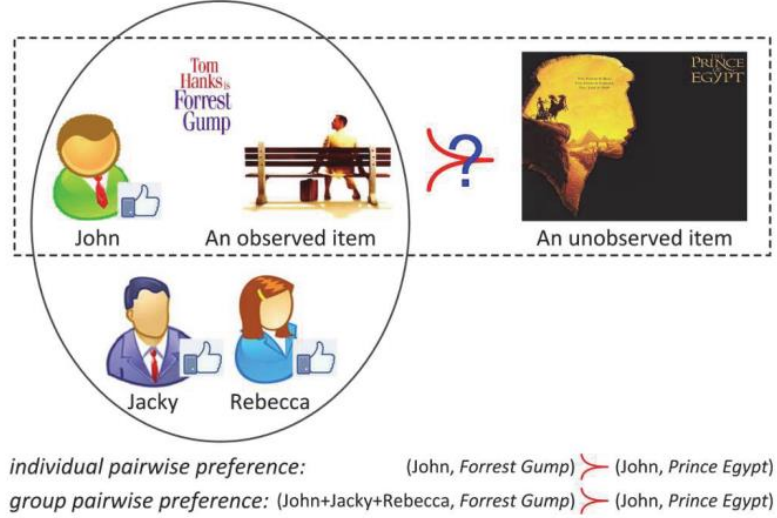 Tom
Hanks is
Forrest
Gump
THE
PRINCE
OF
EGYPT
?
John
An observed item
An unobserved item
Jacky
Rebecca
individual pairwise preference: (John, Forrest Gump) ≻ (John, Prince Egypt)
group pairwise preference: (John+Jacky+Rebecca, Forrest Gump) ≻ (John, Prince Egypt)